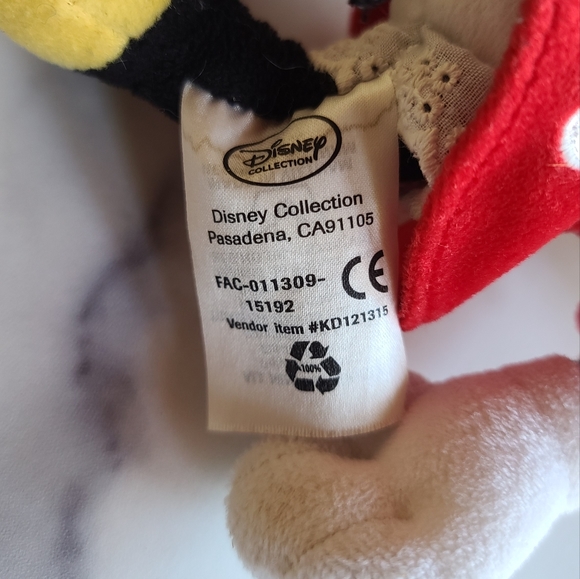 Disney
COLLECTION
Disney Collection
Pasadena, CA91105
FAC-011309-
15192
CE
Vendor item #KD121315
100%